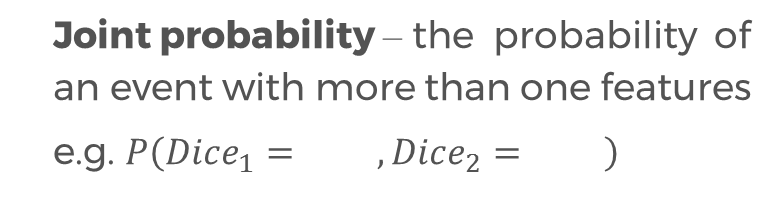 Joint probability – the probability of
an event with more than one features
e.g. P(Dice₁ = , Dice₂ = )